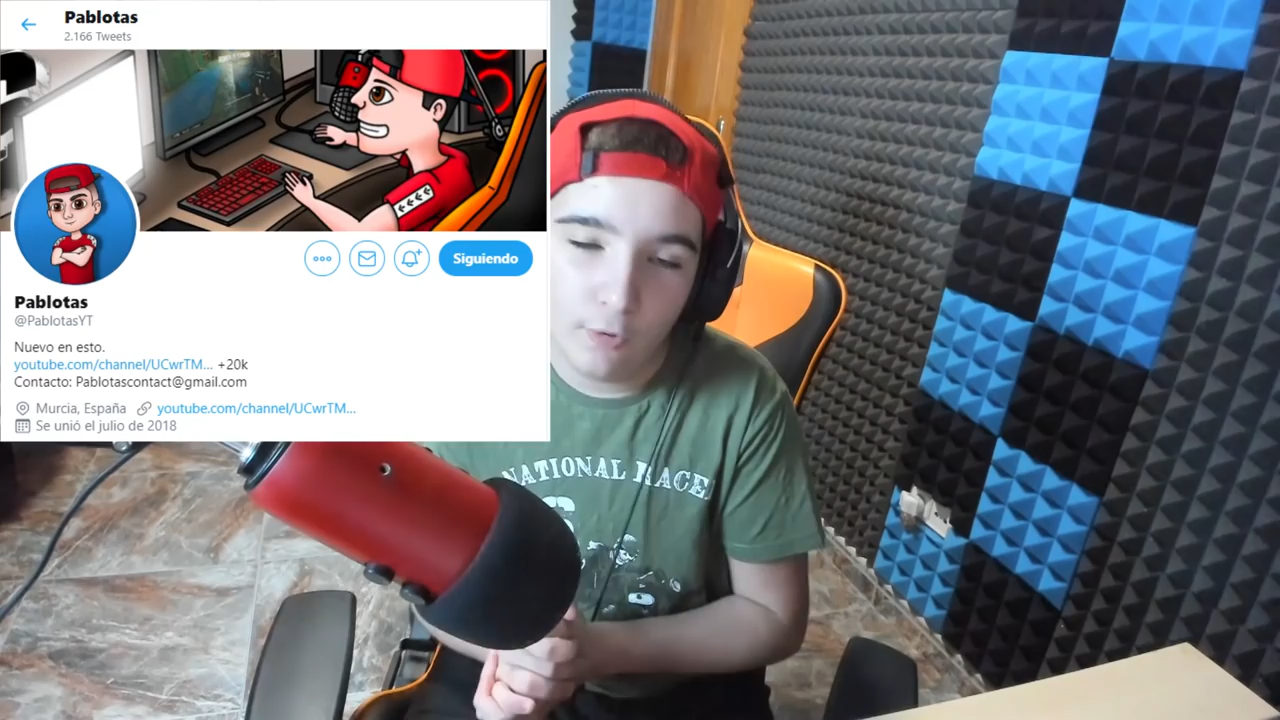 Pablotas
2.166 Tweets
Siguiendo
Pablotas
@PablotasYT
Nuevo en esto.
youtube.com/channel/UCwrTM... +20k
Contacto: Pablotascontact@gmail.com
Murcia, España youtube.com/channel/UCwrTM...
Se unió el julio de 2018
NATIONAL RACE